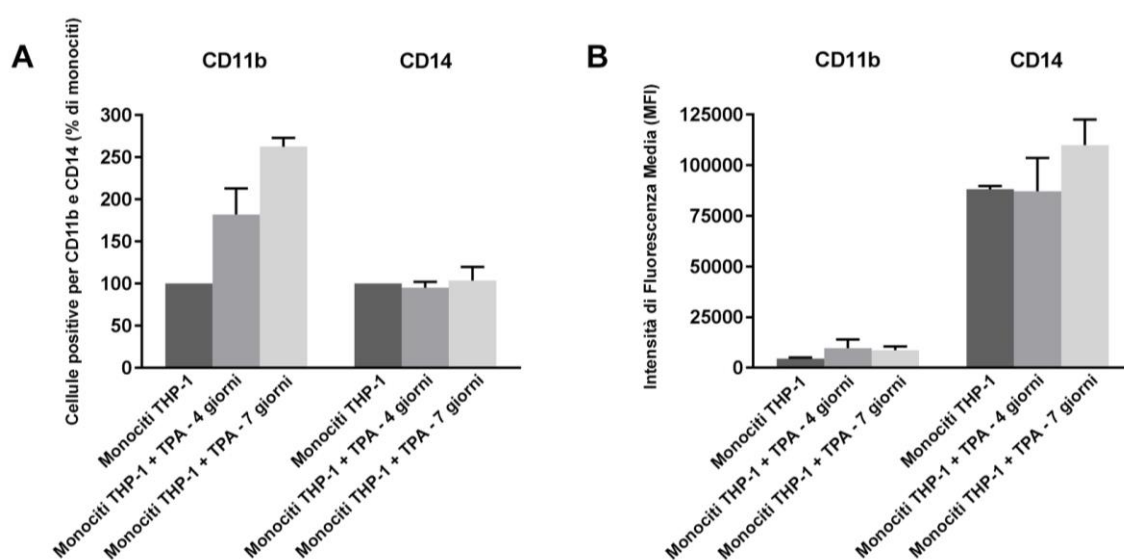 A
CD11b
CD14
Cellule positive per CD11b e CD14 (% di monociti)
300
250
200
150
100
50
0
Monociti THP-1
Monociti THP-1 + TPA - 4 giorni
Monociti THP-1 + TPA - 7 giorni
Monociti THP-1
Monociti THP-1 + TPA - 4 giorni
Monociti THP-1 + TPA - 7 giorni
B
CD11b
CD14
Intensità di Fluorescenza Media (MFI)
125000
100000
75000
50000
25000
0
Monociti THP-1
Monociti THP-1 + TPA - 4 giorni
Monociti THP-1 + TPA - 7 giorni
Monociti THP-1
Monociti THP-1 + TPA - 4 giorni
Monociti THP-1 + TPA - 7 giorni